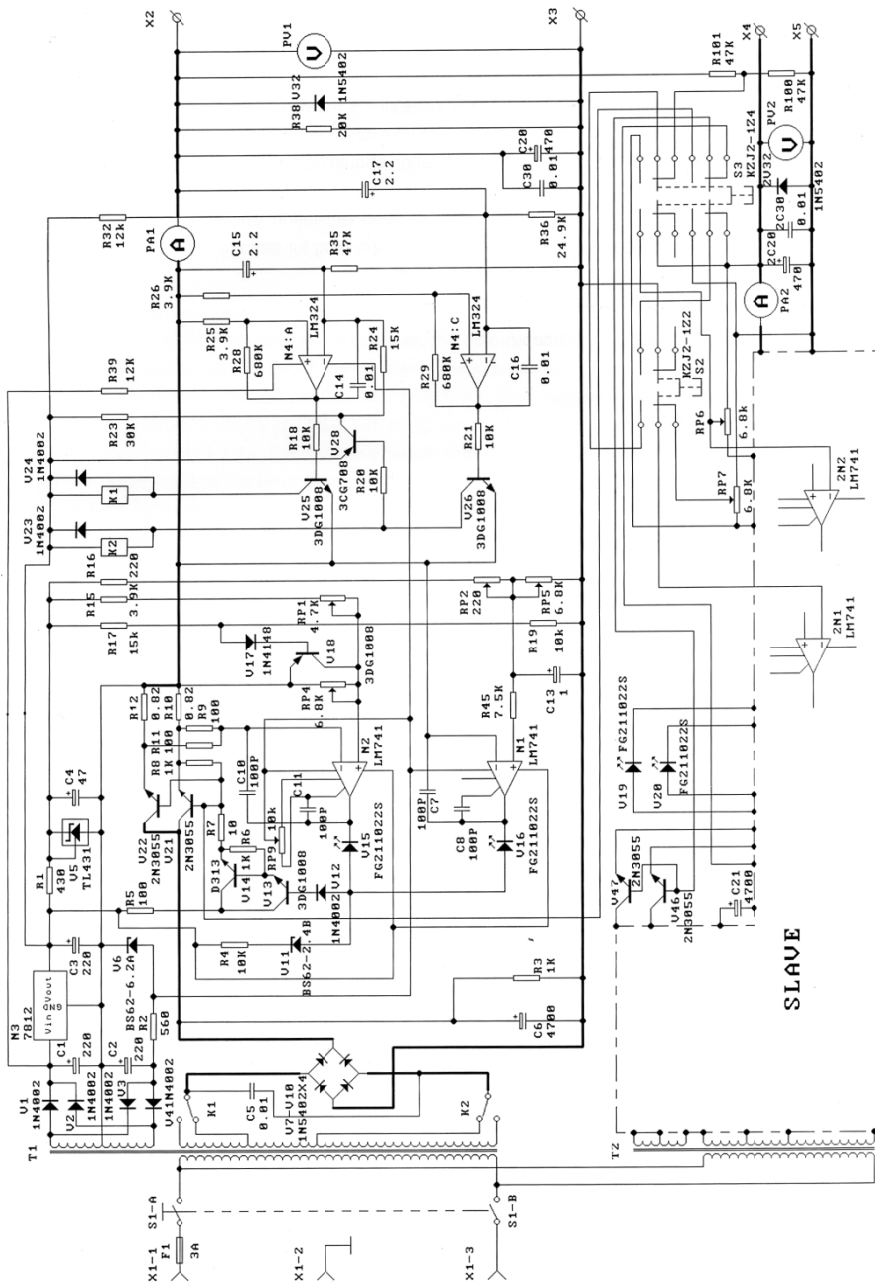 X2
X3
X4
X5
PV1
V
V32
1N5402
R38
20K
C20
470
C30
0.01
C17
2.2
R101
47K
R100
47K
PV2
V
S3
KZJ2-1Z4
2V32
1N5402
2C30
0.01
2C20
470
PA2
A
R32
12k
PA1
A
C15
2.2
R35
47K
R36
24.9K
R26
3.9K
R25
3.9K
R28
680K
N4:A
LM324
C14
0.01
R24
15K
R29
680K
N4:C
LM324
C16
0.01
KZJ2-1Z2
S2
R39
12K
R23
30K
R18
10K
V28
3CG708
R20
10K
R21
10K
RP6
6.8k
RP7
6.8K
V24
1N4002
K1
V25
3DG1008
V26
3DG1008
V23
1N4002
K2
R16
220
R15
3.9K
R17
15k
RP1
4.7K
RP2
220
RP5
6.8K
R19
10k
V17
1N4148
V18
3DG1008
RP4
6.8K
C13
1
R45
7.5K
2N2
LM741
2N1
LM741
R12
0.82
R10
0.82
R9
100
R11
100
R8
1K
C10
100P
C11
100P
N2
LM741
N1
LM741
100P
C7
C8
100P
C4
47
V5
TL431
R1
430
V22
2N3055
V21
2N3055
R7
10
R6
1K
RP9
10k
V15
FG211022S
V16
FG211022S
FG211022S
V19
V20
FG211022S
D313
V14
V13
3DG1008
V12
1N4002
R5
100
R4
10K
V11
BS62-2.4B
V47
2N3055
V46
2N3055
C21
4700
C3
220
V6
BS62-6.2A
N3
7812
Vin
+Vout
GND
R2
560
R3
1K
C6
4700
SLAVE
C1
220
C2
220
V1
1N4002
V2
1N4002
V3
1N4002
V4
1N4002
K1
C5
0.01
V7-V10
1N5402X4
K2
T1
T2
S1-A
S1-B
X1-1
F1
3A
X1-2
X1-3